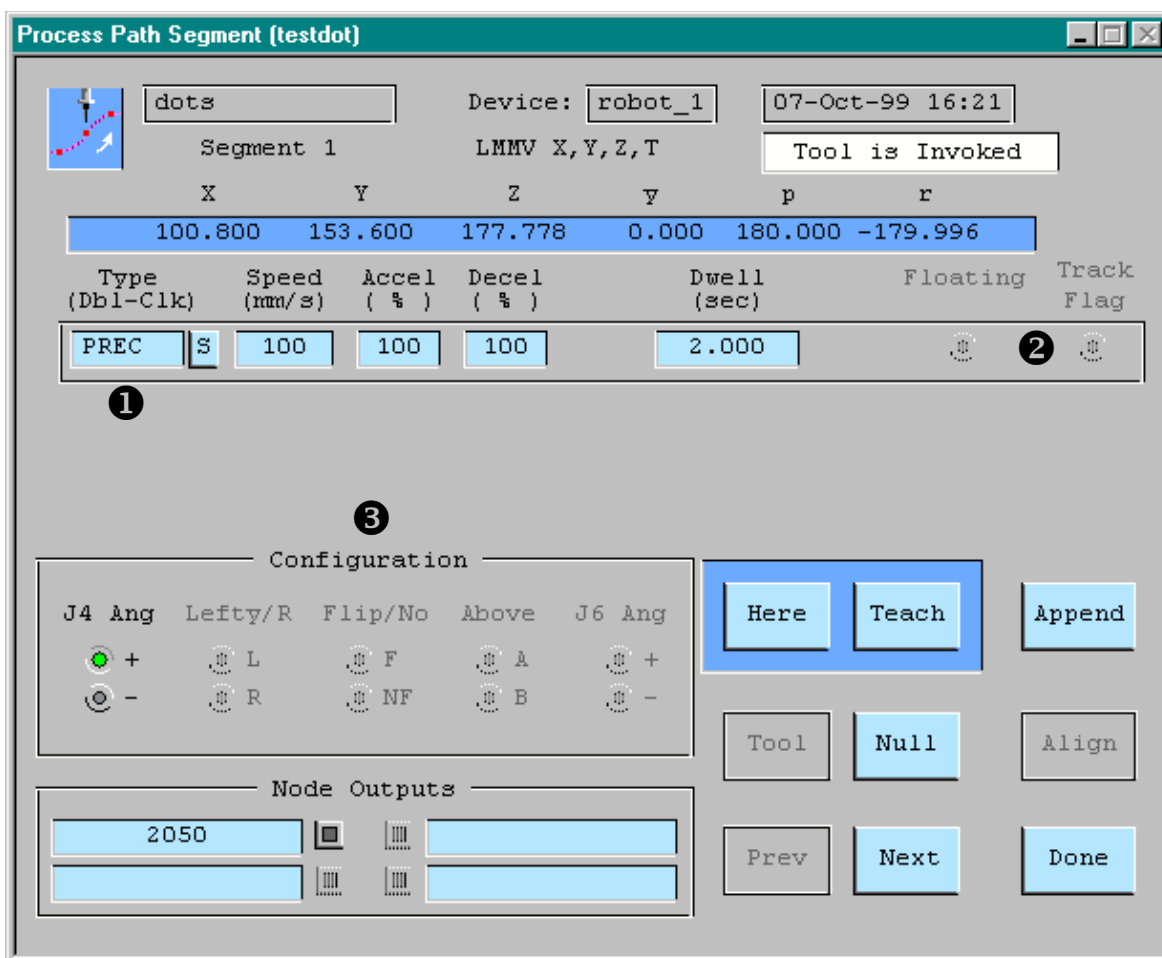 Process Path Segment (testdot)
dots Device: robot_1 07-Oct-99 16:21
Segment 1 LMMV X,Y,Z,T Tool is Invoked
X Y Z y p r
100.800 153.600 177.778 0.000 180.000 -179.996
Type Speed Accel Decel Dwell Floating Track
(Dbl-Clk) (mm/s) ( % ) ( % ) (sec) Flag
PREC S 100 100 100 2.000 ❷
❶
❸
Configuration
J4 Ang Lefty/R Flip/No Above J6 Ang
+ L F A +
- R NF B -
Here Teach Append
Tool Null Align
Node Outputs
2050
Prev Next Done